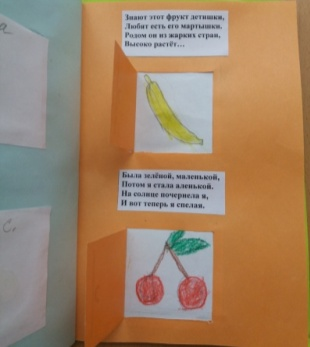 а
Знают этот фрукт детишки,
Любят есть его мартышки.
Родом он из жарких стран,
Высоко растёт…
Была зелёной, маленькой,
Потом я стала аленькой.
На солнце почернела я,
И вот теперь я спелая.
С.